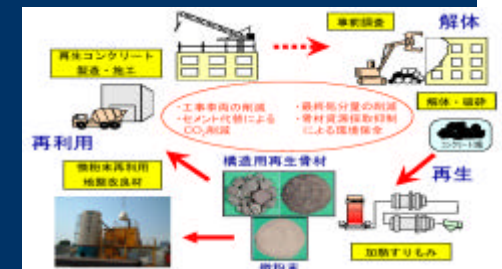 事前調査
解体
再生コンクリート
製造・施工
解体・破砕
・工事車両の削減
・セメント代替による
CO₂削減
・最終処分量の削減
・骨材資源採取抑制
による環境保全
コンクリート塊
再利用
微粉末再利用
地盤改良材
構造用再生骨材
再生
加熱すりもみ
微粉末